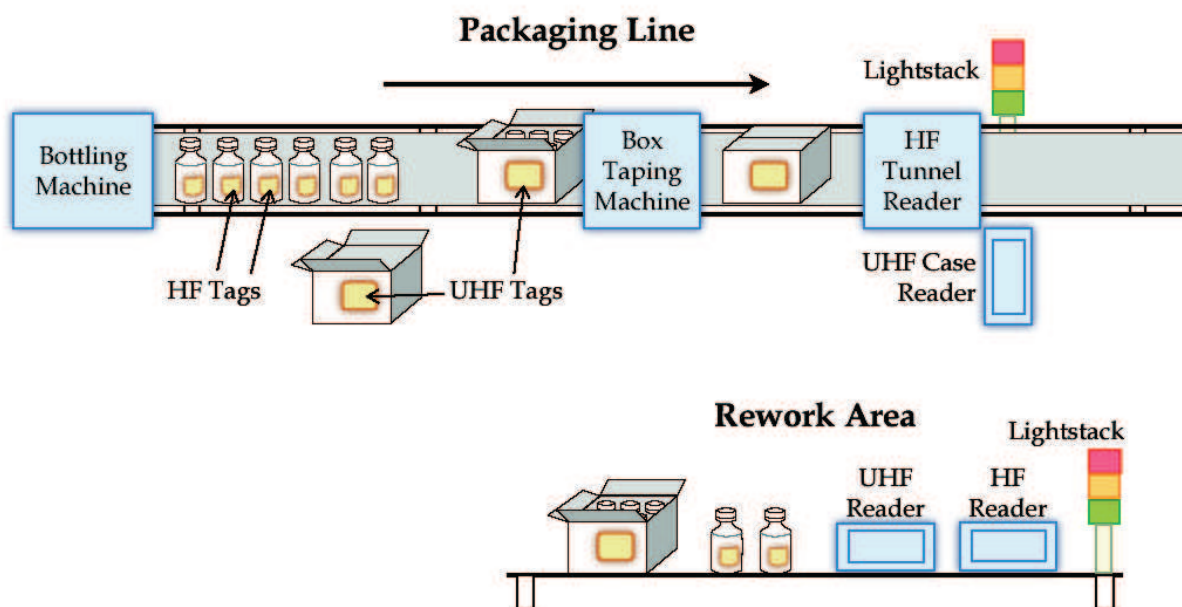 Packaging Line
Lightstack
Bottling
Machine
Box
Taping
Machine
HF
Tunnel
Reader
HF Tags
UHF Tags
UHF Case
Reader
Rework Area
Lightstack
UHF
Reader
HF
Reader